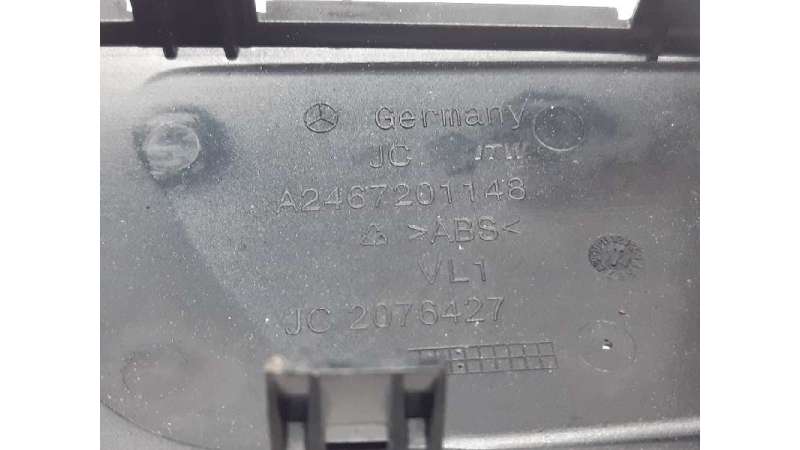 Germany
JC ITW
A2467201148
>ABS<
VL1
JC 2076427